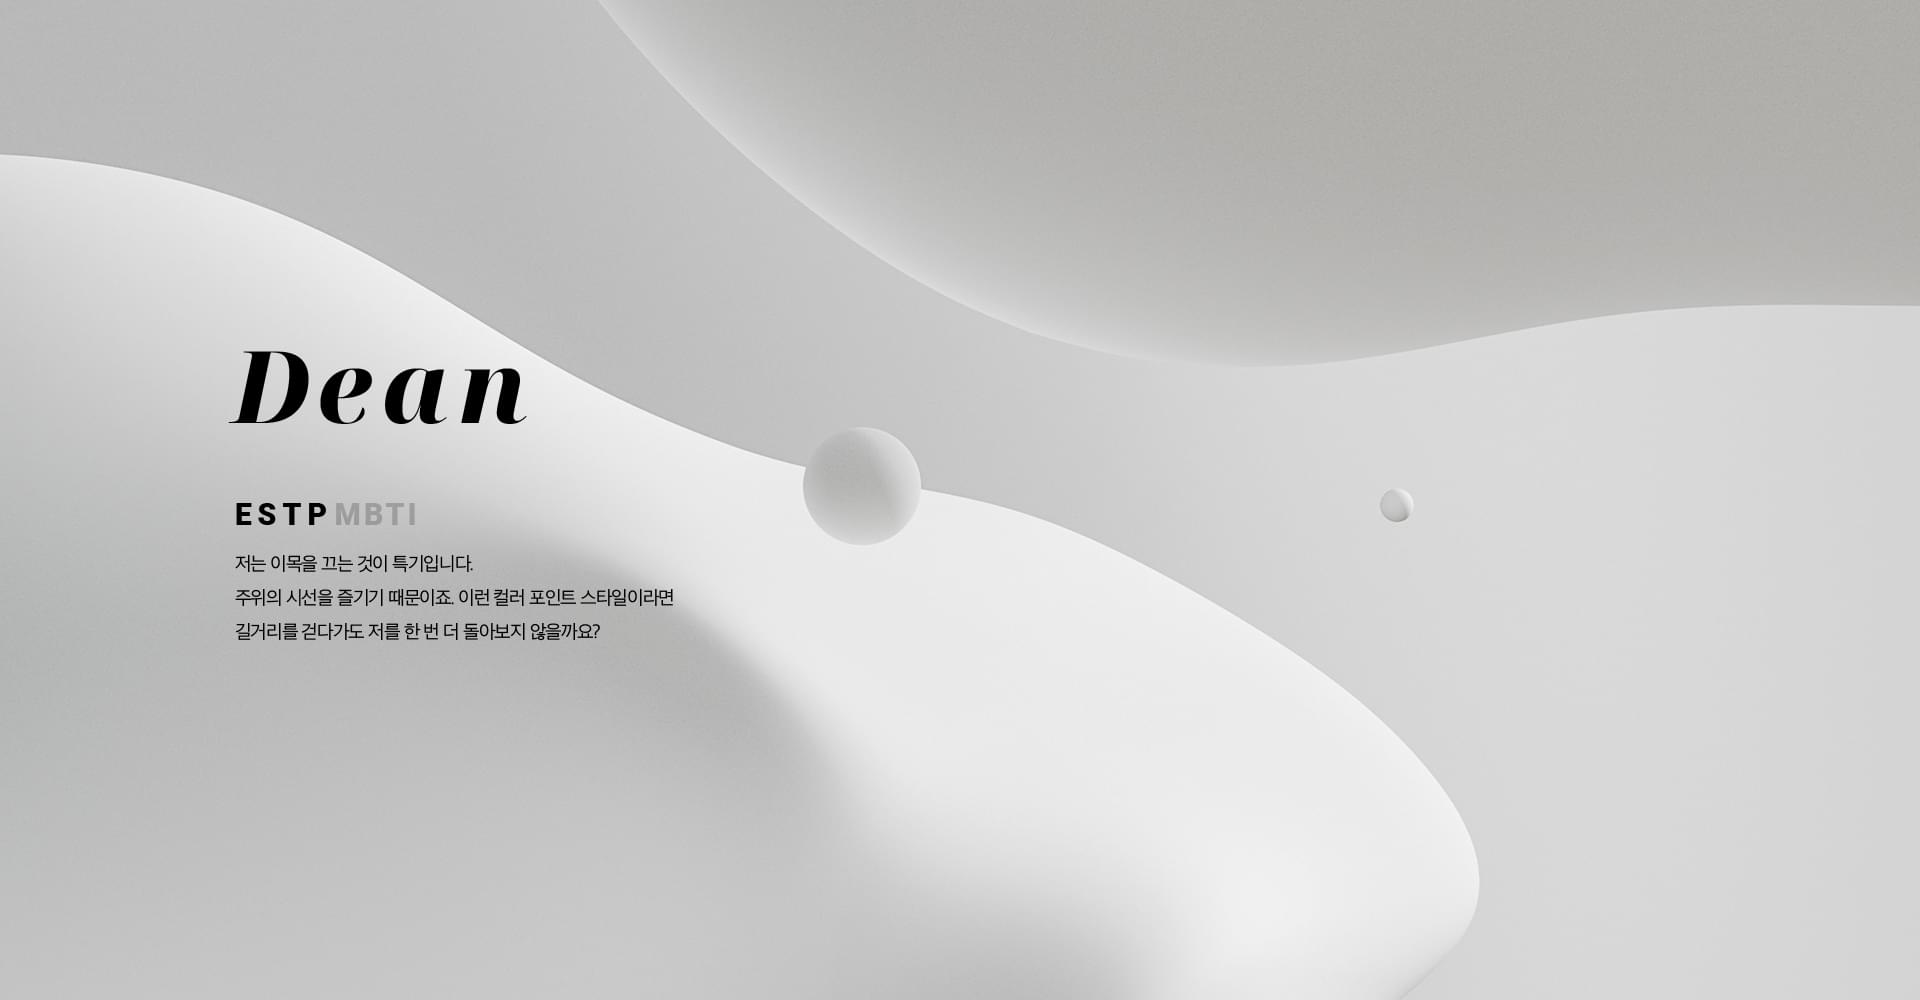 Dean
ESTP MBTI
저는 이목을 끄는 것이 특기입니다.
주위의 시선을 즐기기 때문이죠. 이런 컬러 포인트 스타일이라면
길거리를 걷다가도 저를 한 번 더 돌아보지 않을까요?